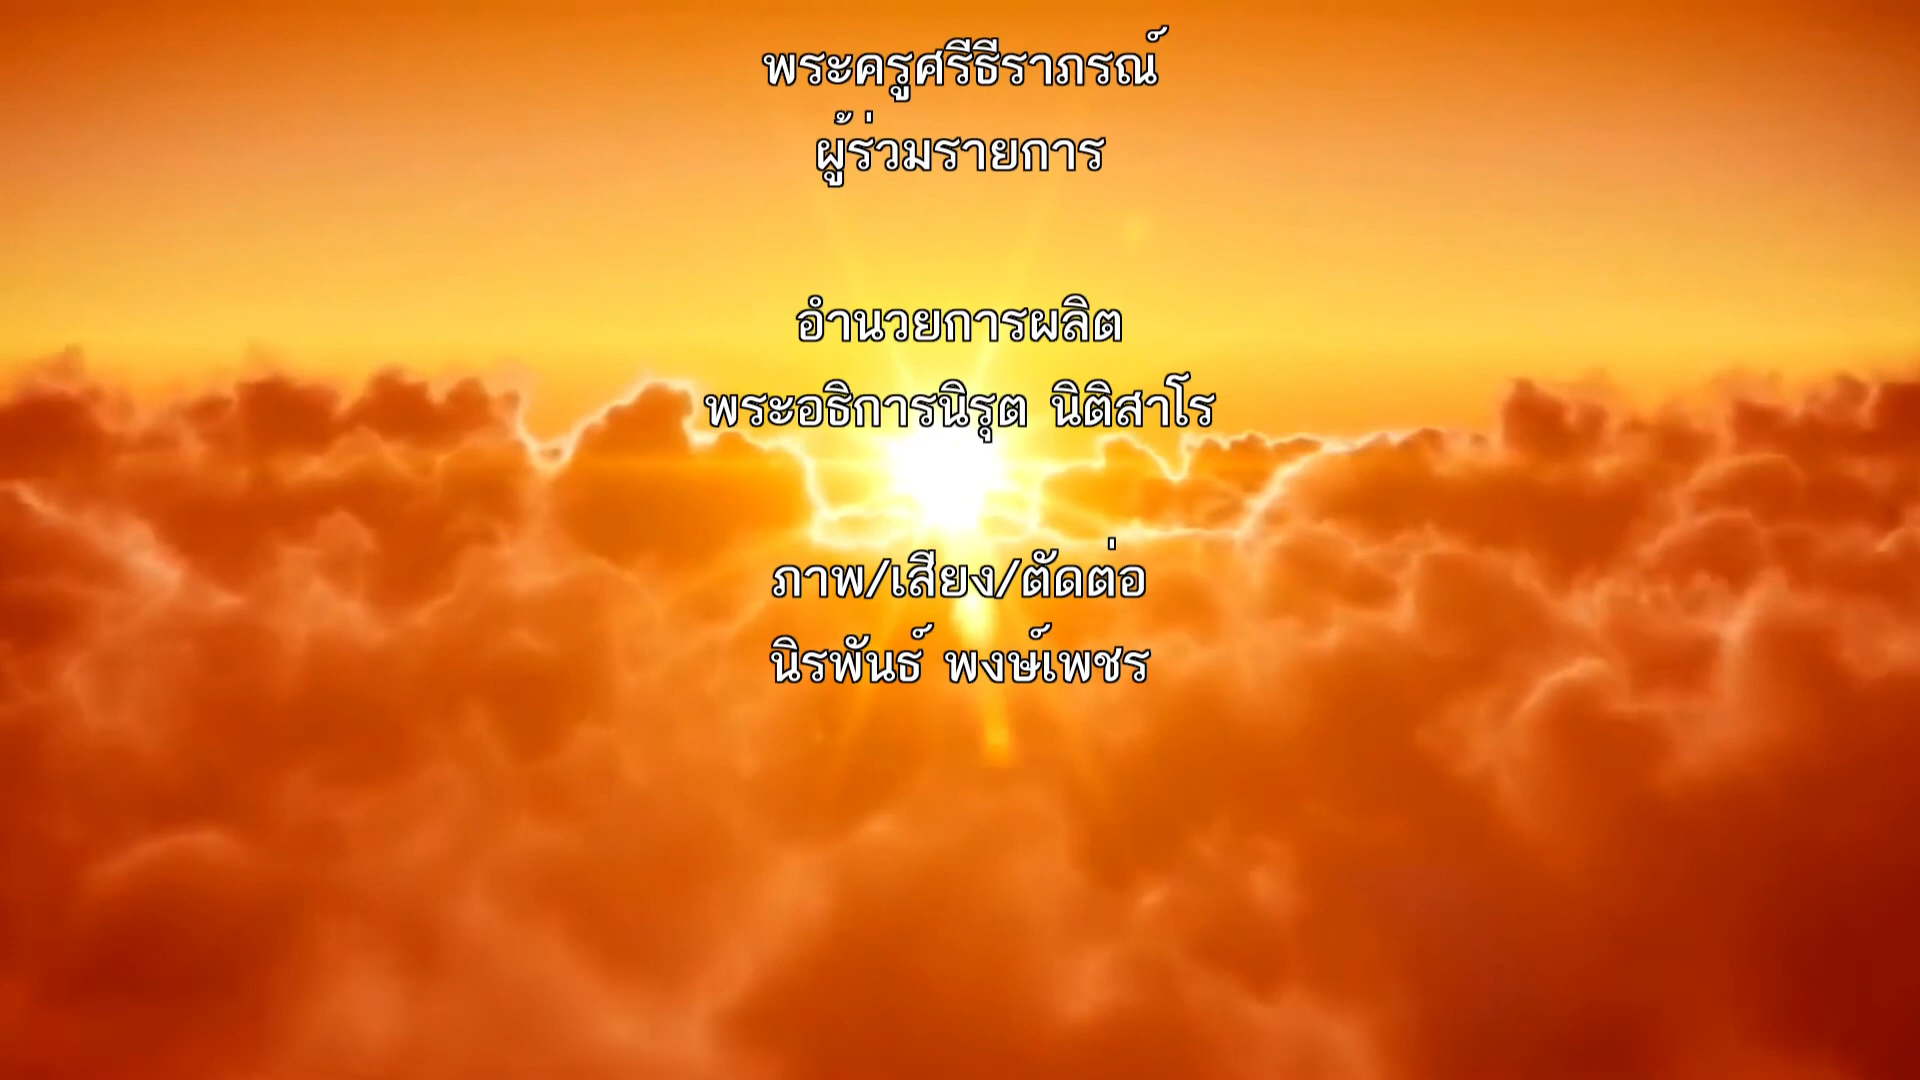 พระครูศรีธีราภรณ์
ผู้ร่วมรายการ
อำนวยการผลิต
พระอธิการนิรุต นิติสาโร
ภาพ/เสียง/ตัดต่อ
นิรพันธ์ พงษ์เพชร